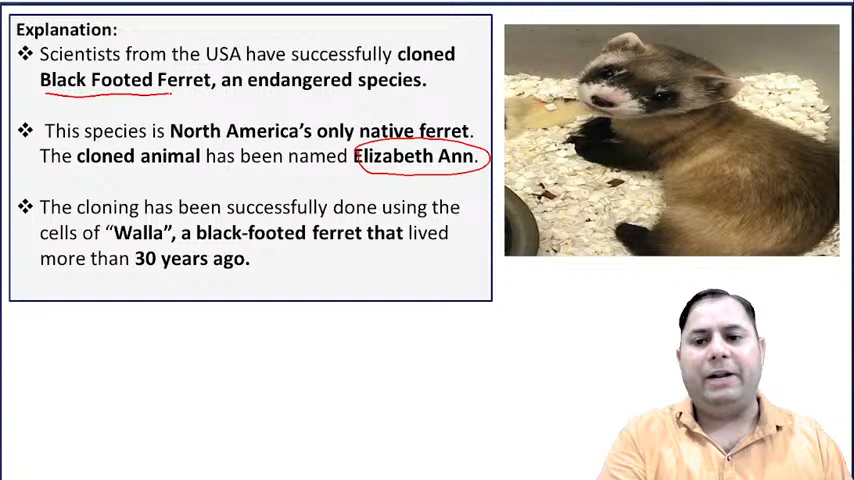 Explanation:
❖ Scientists from the USA have successfully cloned
Black Footed Ferret, an endangered species.
❖ This species is North America's only native ferret.
The cloned animal has been named Elizabeth Ann.
❖ The cloning has been successfully done using the
cells of “Walla”, a black-footed ferret that lived
more than 30 years ago.